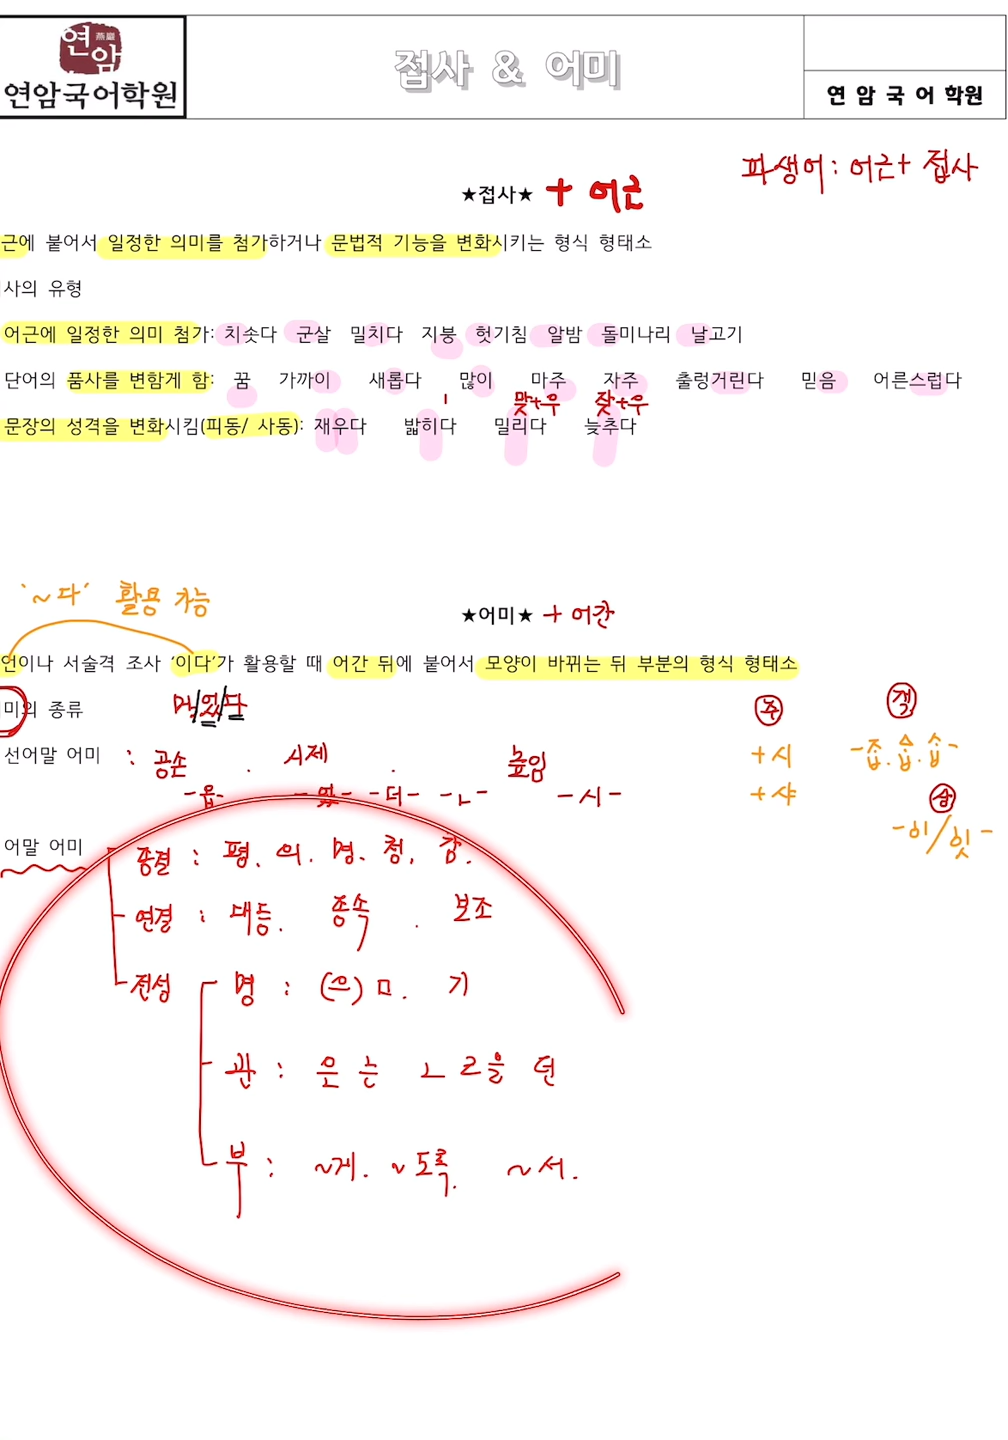 연암
燕巖
연암국어학원
접사 & 어미
연 암 국 어 학원
파생어 : 어근 + 접사
★접사★ + 어근
근에 붙어서 일정한 의미를 첨가하거나 문법적 기능을 변화시키는 형식 형태소
사의 유형
어근에 일정한 의미 첨가: 치솟다 군살 밀치다 지붕 헛기침 알밤 돌미나리 날고기
단어의 품사를 변함게 함: 꿈 가까이 새롭다 많이 마주 자주 출렁거린다 믿음 어른스럽다
맞+우 잦+우
문장의 성격을 변화시킴(피동/ 사동): 재우다 밟히다 밀리다 늦추다
'~다' 활용 가능
★어미★ + 어간
언이나 서술격 조사 '이다'가 활용할 때 어간 뒤에 붙어서 모양이 바뀌는 뒤 부분의 형식 형태소
미의 종류
먹/었/다
주 객
선어말 어미 : 공손 . 시제 . 높임
+시 -줍.ᅀᆸ.습-
-읍- -었- -더- -ㄴ- -시-
+샤 상
-이/잇-
어말 어미
종결 : 평. 의. 명. 청. 감.
연결 : 대등. 종속 . 보조
전성 명 : (으)ㅁ. 기
관 : 은 는 ㄴ ㄹ을 던
부 : ~게. ~도록. ~서.